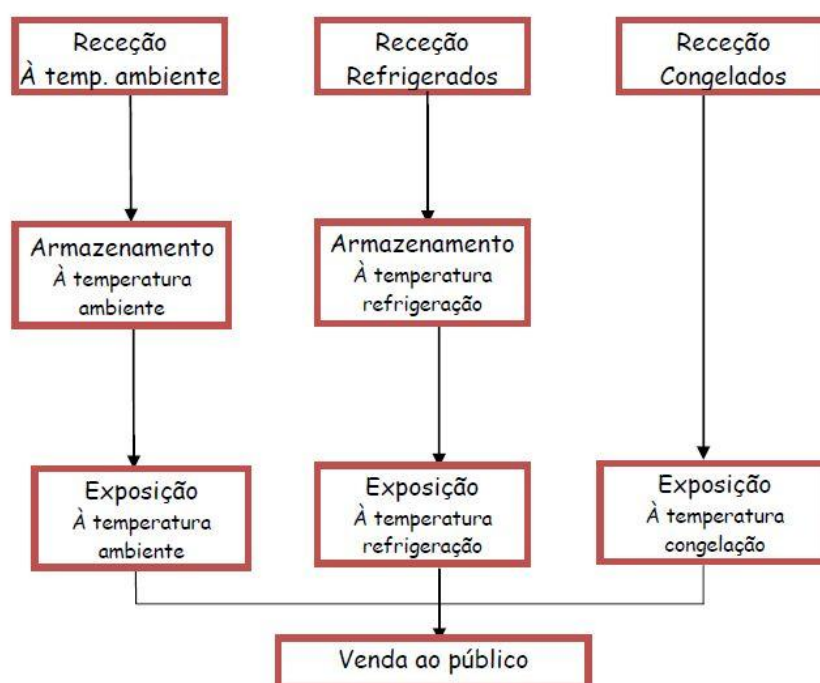 Receção
À temp. ambiente
Receção
Refrigerados
Receção
Congelados
Armazenamento
À temperatura
ambiente
Armazenamento
À temperatura
refrigeração
Exposição
À temperatura
ambiente
Exposição
À temperatura
refrigeração
Exposição
À temperatura
congelação
Venda ao público